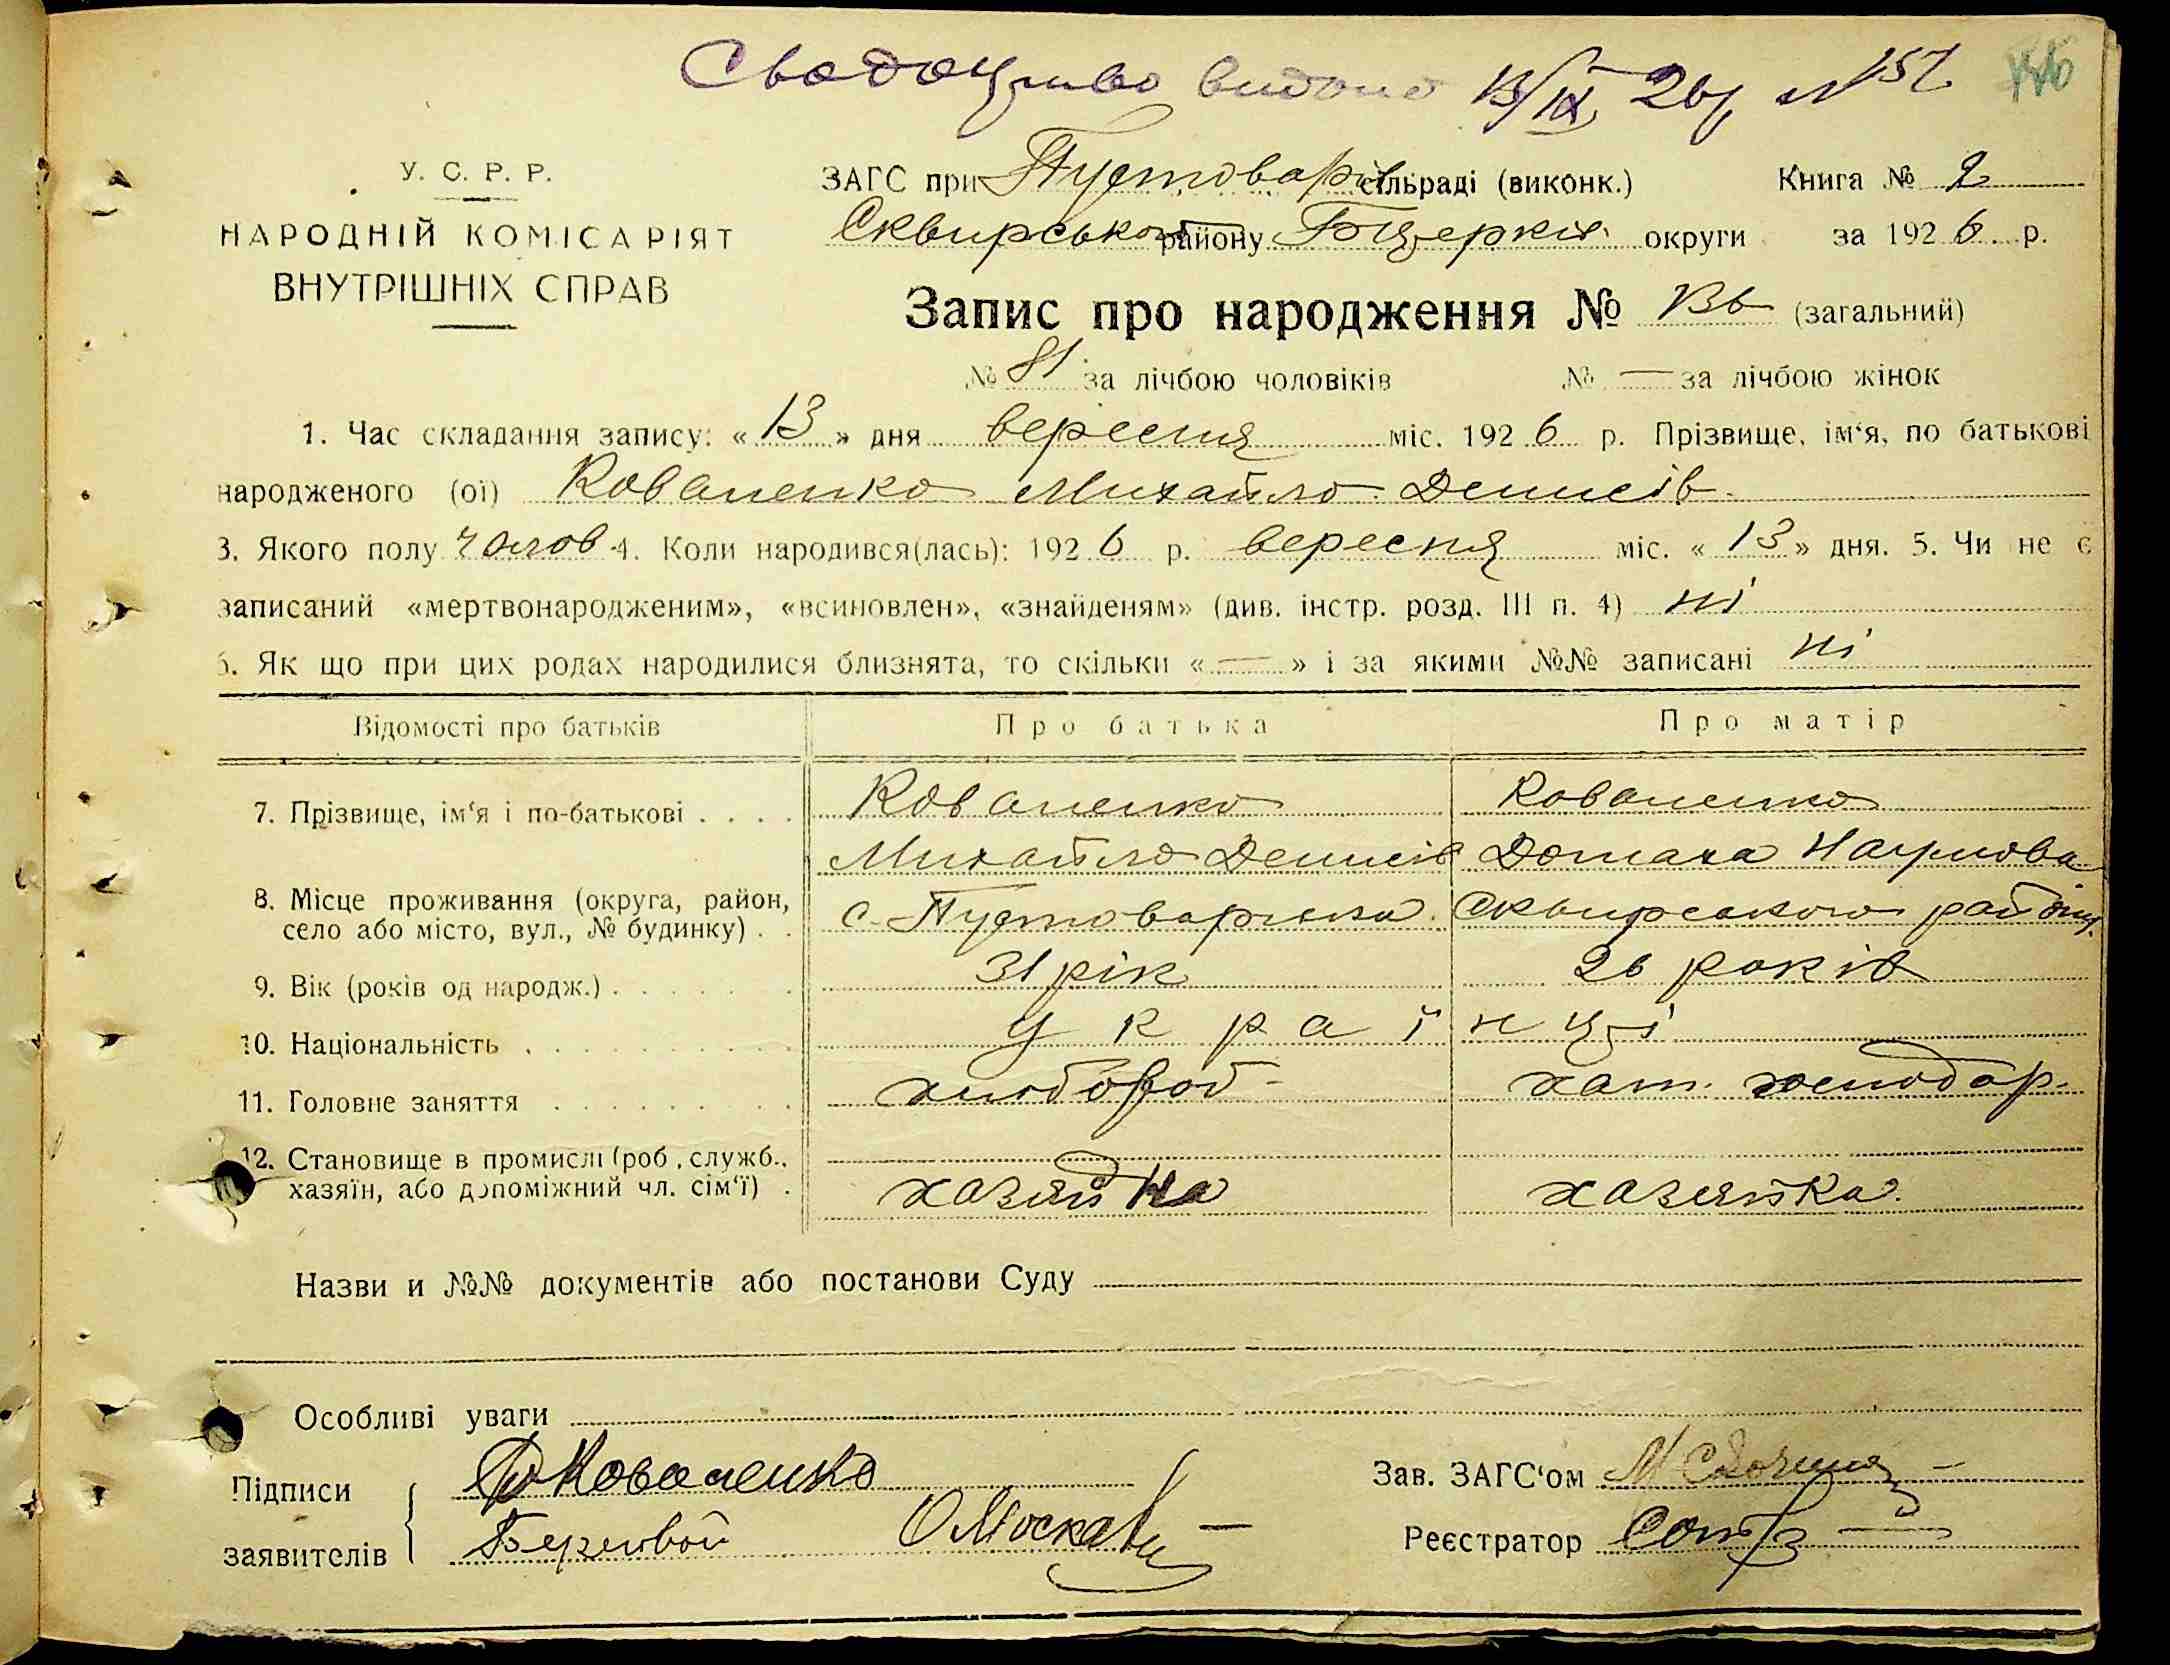 Свідоцтво видано 13/IX 26 р. № 157
У. С. Р. Р.
НАРОДНІЙ КОМІСАРІЯТ
ВНУТРІШНІХ СПРАВ
ЗАГС при Пустоварів сільраді (виконк.) Книга № 2
Сквирського району Б Церків. округи за 1926 р.
Запис про народження № (загальний)
№ 81 за лічбою чоловіків № — за лічбою жінок
1. Час складання запису: « 13 » дня вересня міс. 1926 р. Прізвище, ім‘я, по батькові
народженого (ої) Коваленко Михайло Денисів
3. Якого полу чолов 4. Коли народився(лась): 1926 р. вересня міс. « 13 » дня. 5. Чи не є
записаний «мертвонародженим», «всиновлен», «знайденям» (див. інстр. розд. III п. 4) ні
6. Як що при цих родах народилися близнята, то скільки « — » і за якими №№ записані ні
Відомості про батьків Про батька Про матір
7. Прізвище, ім‘я і по-батькові Коваленко Коваленко
Михайло Денисів Домаха Наумова
8. Місце проживання (округа, район, село або місто, вул., № будинку) с. Пустоварівка Сквирського району
9. Вік (років од народж.) 31 рік 26 років
10. Національність українці
11. Головне заняття хлібороб хат. господар.
12. Становище в промислі (роб., служб., хазяїн, або допоміжний чл. сім‘ї) хазяйна хазяйка
Назви и №№ документів або постанови Суду
Особливі уваги
Підписи Коваленко
заявителів Береговой
Зав. ЗАГС‘ом
Реєстратор